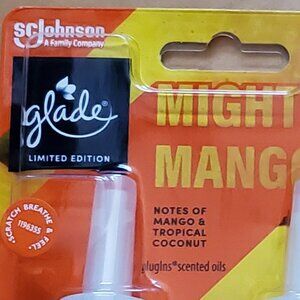 SC Johnson
A Family Company
glade
LIMITED EDITION
MIGHT
MANG
NOTES OF
MANGO &
TROPICAL
COCONUT
plugIns® scented oils
SCRATCH BREATHE & FEEL
1196355